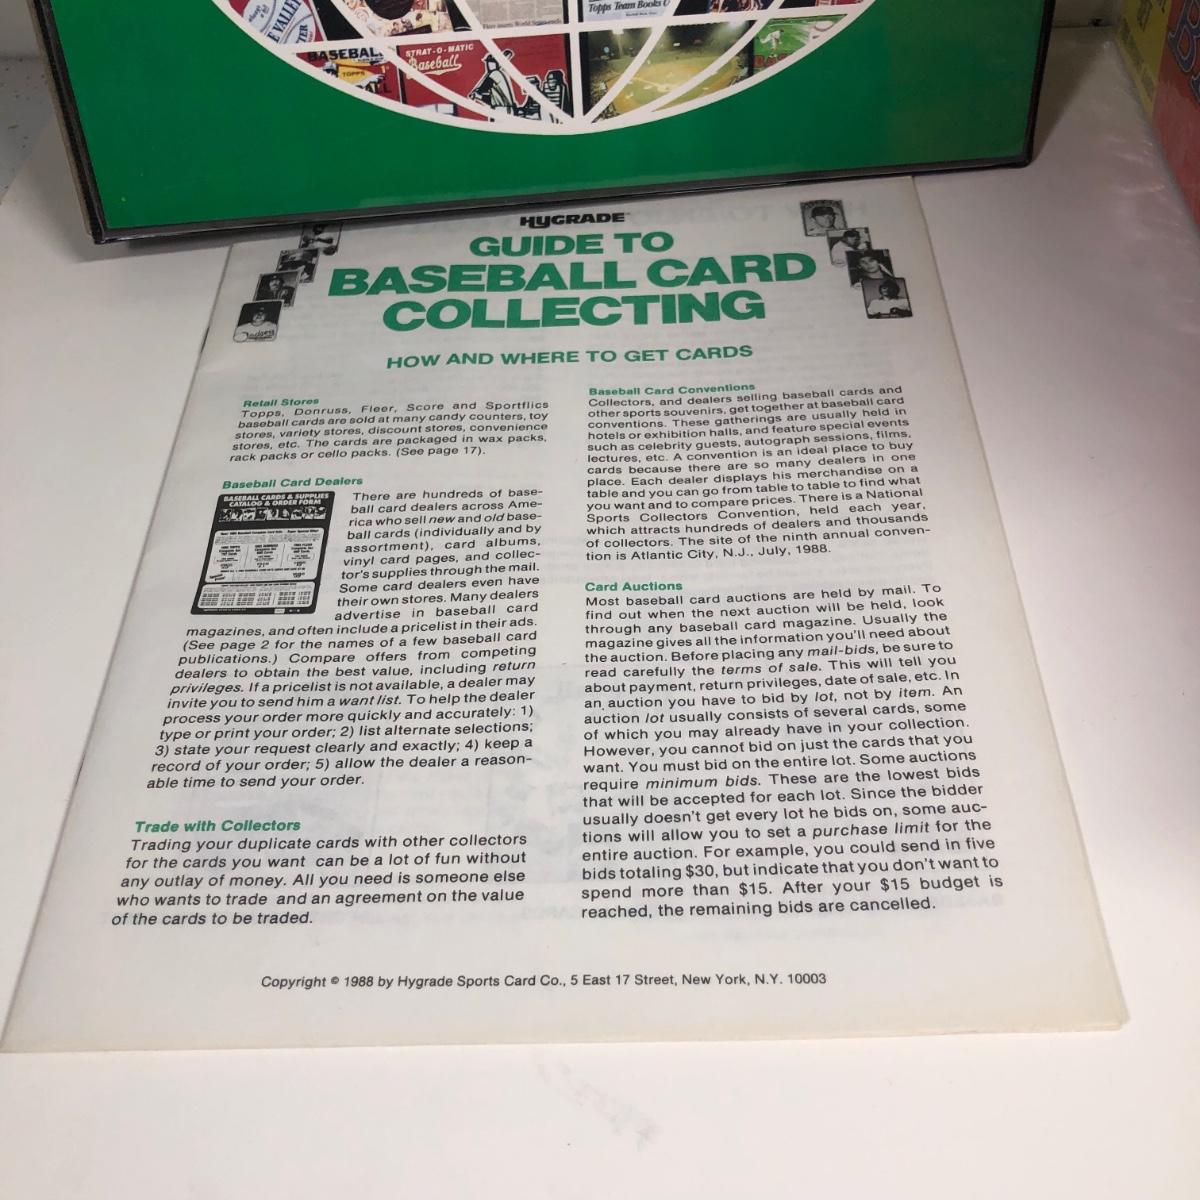 Topps Team Books
BASEBALL
TOPPS
STRAT-O-MATIC
Baseball
HYGRADE
GUIDE TO
BASEBALL CARD
COLLECTING
HOW AND WHERE TO GET CARDS
Retail Stores
Topps, Donruss, Fleer, Score and Sportflics
baseball cards are sold at many candy counters, toy
stores, variety stores, discount stores, convenience
stores, etc. The cards are packaged in wax packs,
rack packs or cello packs. (See page 17).
Baseball Card Dealers
BASEBALL CARDS & SUPPLIES
CATALOG & ORDER FORM
There are hundreds of base-
ball card dealers across Ame-
rica who sell new and old base-
ball cards (individually and by
assortment), card albums,
vinyl card pages, and collec-
tor's supplies through the mail.
Some card dealers even have
their own stores. Many dealers
advertise in baseball card
magazines, and often include a pricelist in their ads.
(See page 2 for the names of a few baseball card
publications.) Compare offers from competing
dealers to obtain the best value, including return
privileges. If a pricelist is not available, a dealer may
invite you to send him a want list. To help the dealer
process your order more quickly and accurately: 1)
type or print your order; 2) list alternate selections;
3) state your request clearly and exactly; 4) keep a
record of your order; 5) allow the dealer a reason-
able time to send your order.
Trade with Collectors
Trading your duplicate cards with other collectors
for the cards you want can be a lot of fun without
any outlay of money. All you need is someone else
who wants to trade and an agreement on the value
of the cards to be traded.
Baseball Card Conventions
Collectors, and dealers selling baseball cards and
other sports souvenirs, get together at baseball card
conventions. These gatherings are usually held in
hotels or exhibition halls, and feature special events
such as celebrity guests, autograph sessions, films,
lectures, etc. A convention is an ideal place to buy
cards because there are so many dealers in one
place. Each dealer displays his merchandise on a
table and you can go from table to table to find what
you want and to compare prices. There is a National
Sports Collectors Convention, held each year,
which attracts hundreds of dealers and thousands
of collectors. The site of the ninth annual conven-
tion is Atlantic City, N.J., July, 1988.
Card Auctions
Most baseball card auctions are held by mail. To
find out when the next auction will be held, look
through any baseball card magazine. Usually the
magazine gives all the information you'll need about
the auction. Before placing any mail-bids, be sure to
read carefully the terms of sale. This will tell you
about payment, return privileges, date of sale, etc. In
an auction you have to bid by lot, not by item. An
auction lot usually consists of several cards, some
of which you may already have in your collection.
However, you cannot bid on just the cards that you
want. You must bid on the entire lot. Some auctions
require minimum bids. These are the lowest bids
that will be accepted for each lot. Since the bidder
usually doesn't get every lot he bids on, some auc-
tions will allow you to set a purchase limit for the
entire auction. For example, you could send in five
bids totaling $30, but indicate that you don't want to
spend more than $15. After your $15 budget is
reached, the remaining bids are cancelled.
Copyright © 1988 by Hygrade Sports Card Co., 5 East 17 Street, New York, N.Y. 10003